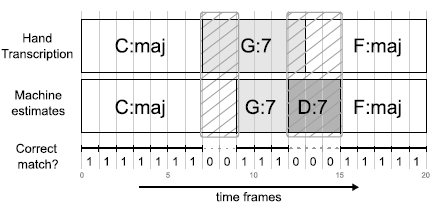 Hand Transcription
C:maj G:7 F:maj
Machine estimates
C:maj G:7 D:7 F:maj
Correct match?
1 1 1 1 1 1 1 0 0 1 1 1 0 0 0 1 1 1 1 1
0 5 10 15 20
time frames